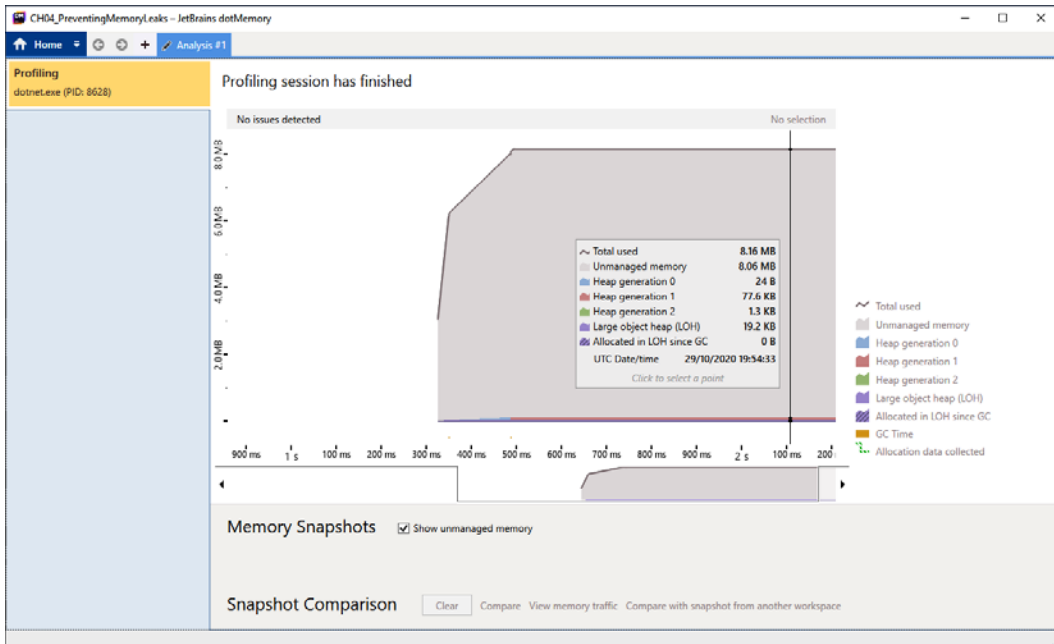 CH04_PreventingMemoryLeaks – JetBrains dotMemory
Home
Analysis #1
Profiling
dotnet.exe (PID: 8628)
Profiling session has finished
No issues detected No selection
8.0 MB
6.0 MB
4.0 MB
2.0 MB
Total used 8.16 MB
Unmanaged memory 8.06 MB
Heap generation 0 24 B
Heap generation 1 77.6 KB
Heap generation 2 1.3 KB
Large object heap (LOH) 19.2 KB
Allocated in LOH since GC 0 B
UTC Date/time 29/10/2020 19:54:33
Click to select a point
Total used
Unmanaged memory
Heap generation 0
Heap generation 1
Heap generation 2
Large object heap (LOH)
Allocated in LOH since GC
GC Time
Allocation data collected
900 ms 1 s 100 ms 200 ms 300 ms 400 ms 500 ms 600 ms 700 ms 800 ms 900 ms 2 s 100 ms 200
Memory Snapshots Show unmanaged memory
Snapshot Comparison Clear Compare View memory traffic Compare with snapshot from another workspace